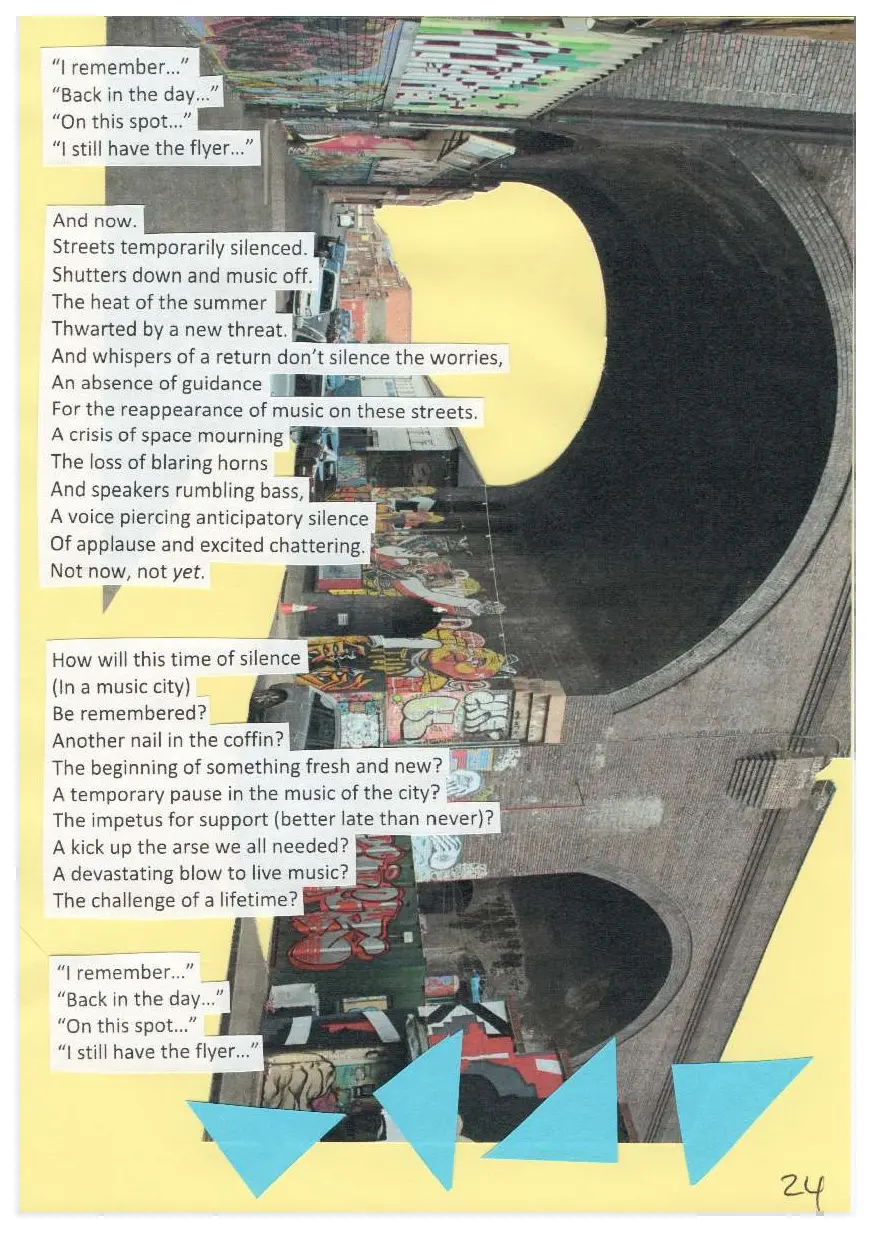 “I remember…”
“Back in the day…”
“On this spot…”
“I still have the flyer…”
And now.
Streets temporarily silenced.
Shutters down and music off.
The heat of the summer
Thwarted by a new threat.
And whispers of a return don’t silence the worries,
An absence of guidance
For the reappearance of music on these streets.
A crisis of space mourning
The loss of blaring horns
And speakers rumbling bass,
A voice piercing anticipatory silence
Of applause and excited chattering.
Not now, not yet.
How will this time of silence
(In a music city)
Be remembered?
Another nail in the coffin?
The beginning of something fresh and new?
A temporary pause in the music of the city?
The impetus for support (better late than never)?
A kick up the arse we all needed?
A devastating blow to live music?
The challenge of a lifetime?
“I remember…”
“Back in the day…”
“On this spot…”
“I still have the flyer…”
24